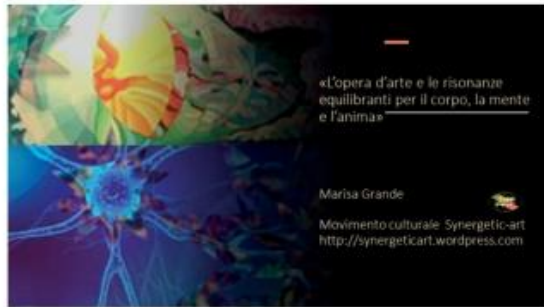 «L'opera d'arte e le risonanze
equilibranti per il corpo, la mente
e l'anima»
Marisa Grande
Movimento culturale Synergetic-art
http://synergeticart.wordpress.com